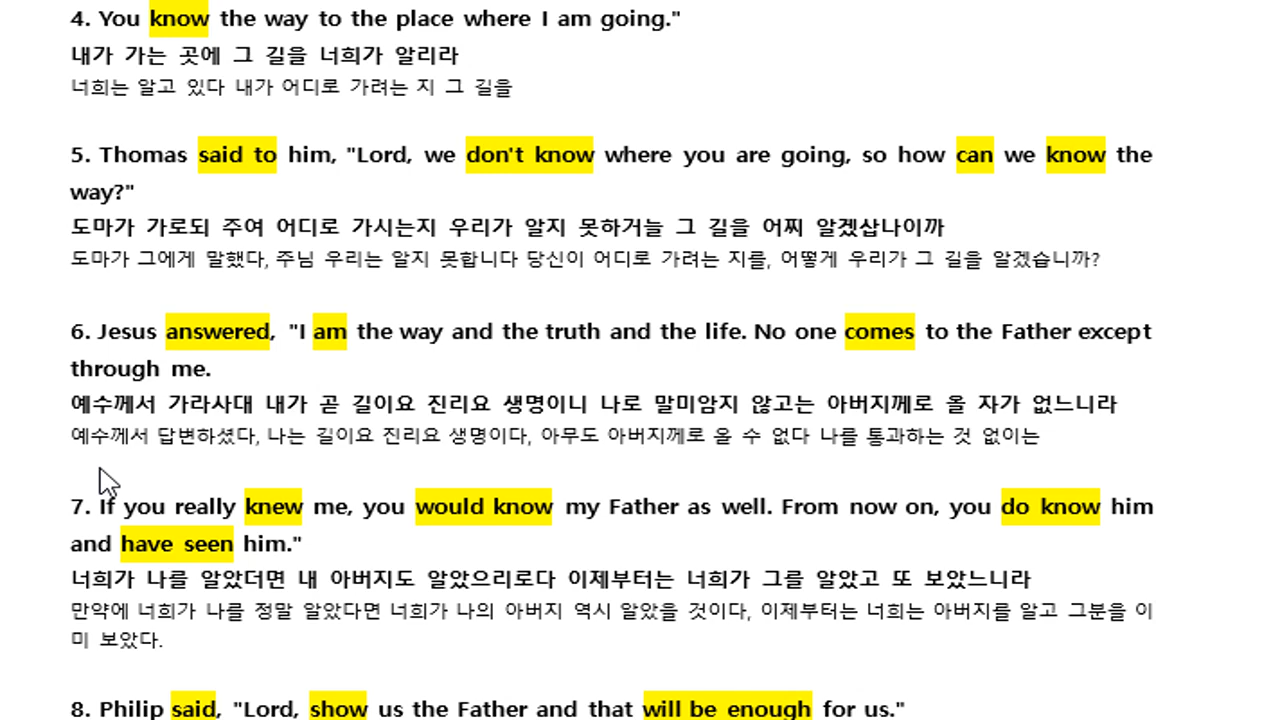 4. You know the way to the place where I am going."
내가 가는 곳에 그 길을 너희가 알리라
너희는 알고 있다 내가 어디로 가려는 지 그 길을
5. Thomas said to him, "Lord, we don't know where you are going, so how can we know the
way?"
도마가 가로되 주여 어디로 가시는지 우리가 알지 못하거늘 그 길을 어찌 알겠삽나이까
도마가 그에게 말했다, 주님 우리는 알지 못합니다 당신이 어디로 가려는 지를, 어떻게 우리가 그 길을 알겠습니까?
6. Jesus answered, "I am the way and the truth and the life. No one comes to the Father except
through me.
예수께서 가라사대 내가 곧 길이요 진리요 생명이니 나로 말미암지 않고는 아버지께로 올 자가 없느니라
예수께서 답변하셨다, 나는 길이요 진리요 생명이다, 아무도 아버지께로 올 수 없다 나를 통과하는 것 없이는
7. If you really knew me, you would know my Father as well. From now on, you do know him
and have seen him."
너희가 나를 알았더면 내 아버지도 알았으리로다 이제부터는 너희가 그를 알았고 또 보았느니라
만약에 너희가 나를 정말 알았다면 너희가 나의 아버지 역시 알았을 것이다, 이제부터는 너희는 아버지를 알고 그분을 이
미 보았다.
8. Philip said, "Lord, show us the Father and that will be enough for us."